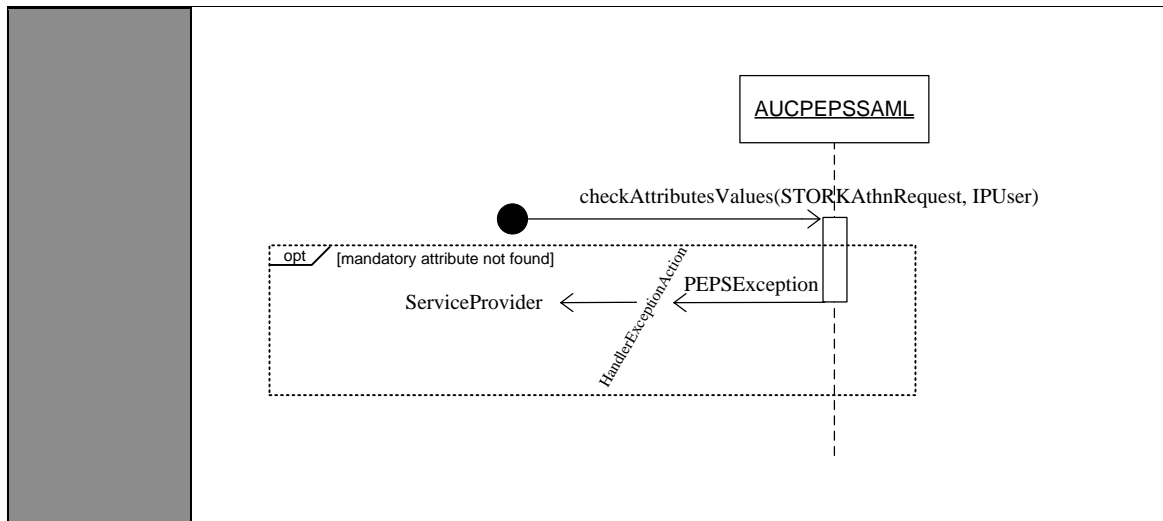 AUCPEPSSAML
checkAttributesValues(STORKAthnRequest, IPUser)
opt
[mandatory attribute not found]
HandlerExceptionAction
PEPSException
ServiceProvider